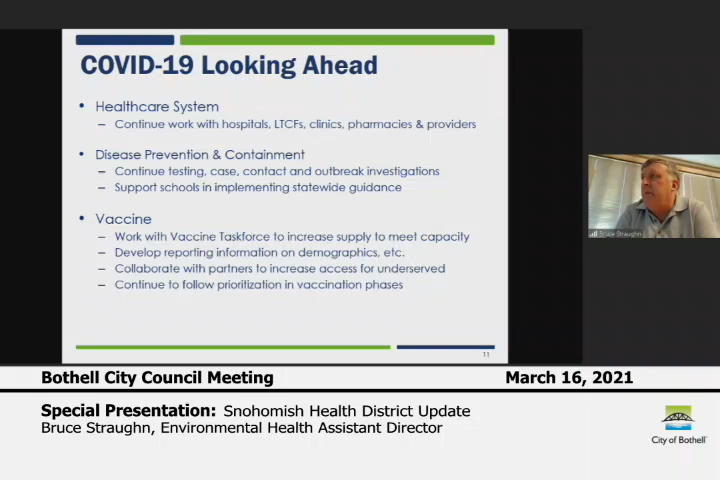 COVID-19 Looking Ahead
• Healthcare System
– Continue work with hospitals, LTCFs, clinics, pharmacies & providers
• Disease Prevention & Containment
– Continue testing, case, contact and outbreak investigations
– Support schools in implementing statewide guidance
• Vaccine
– Work with Vaccine Taskforce to increase supply to meet capacity
– Develop reporting information on demographics, etc.
– Collaborate with partners to increase access for underserved
– Continue to follow prioritization in vaccination phases
11
Bruce Straughn
Bothell City Council Meeting March 16, 2021
Special Presentation: Snohomish Health District Update
Bruce Straughn, Environmental Health Assistant Director
City of Bothell